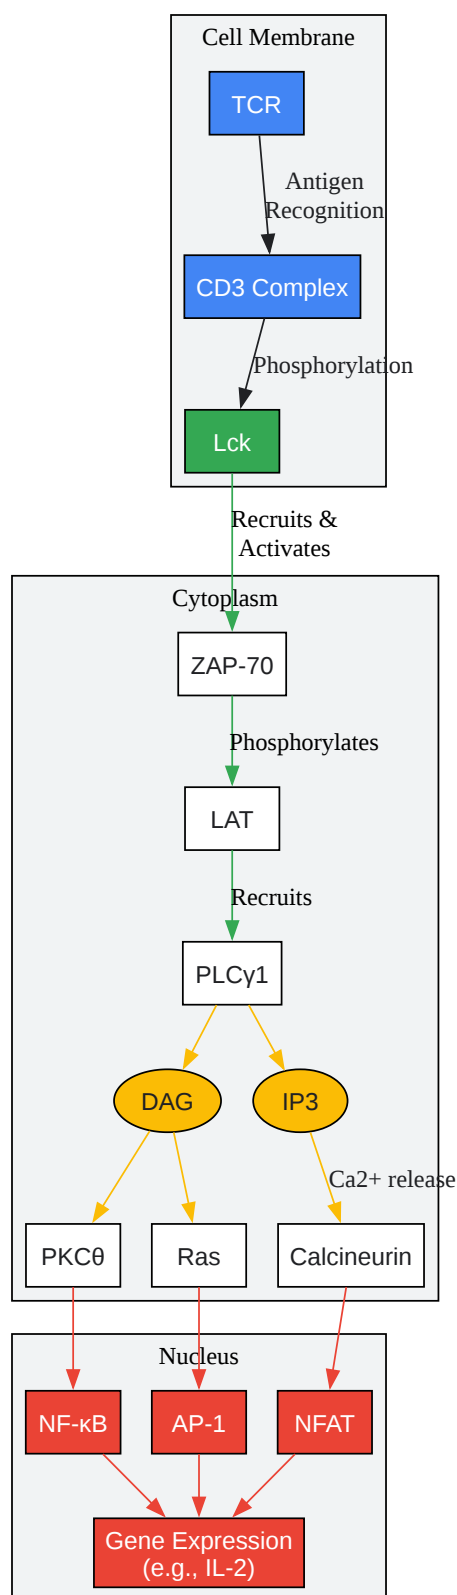 Cell Membrane
TCR
Antigen
Recognition
CD3 Complex
Phosphorylation
Lck
Recruits &
Activates
Cytoplasm
ZAP-70
Phosphorylates
LAT
Recruits
PLCγ1
DAG
IP3
Ca2+ release
PKCθ
Ras
Calcineurin
Nucleus
NF-κB
AP-1
NFAT
Gene Expression
(e.g., IL-2)